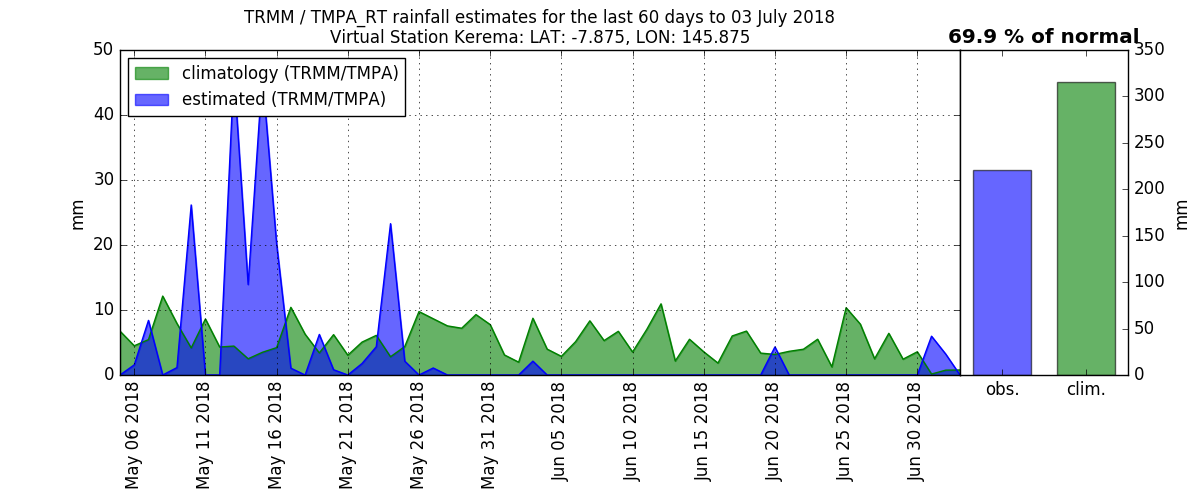 TRMM / TMPA_RT rainfall estimates for the last 60 days to 03 July 2018
Virtual Station Kerema: LAT: -7.875, LON: 145.875
69.9 % of normal
climatology (TRMM/TMPA)
estimated (TRMM/TMPA)
50
40
30
20
10
0
mm
May 06 2018
May 11 2018
May 16 2018
May 21 2018
May 26 2018
May 31 2018
Jun 05 2018
Jun 10 2018
Jun 15 2018
Jun 20 2018
Jun 25 2018
Jun 30 2018
obs.
clim.
350
300
250
200
150
100
50
0
mm